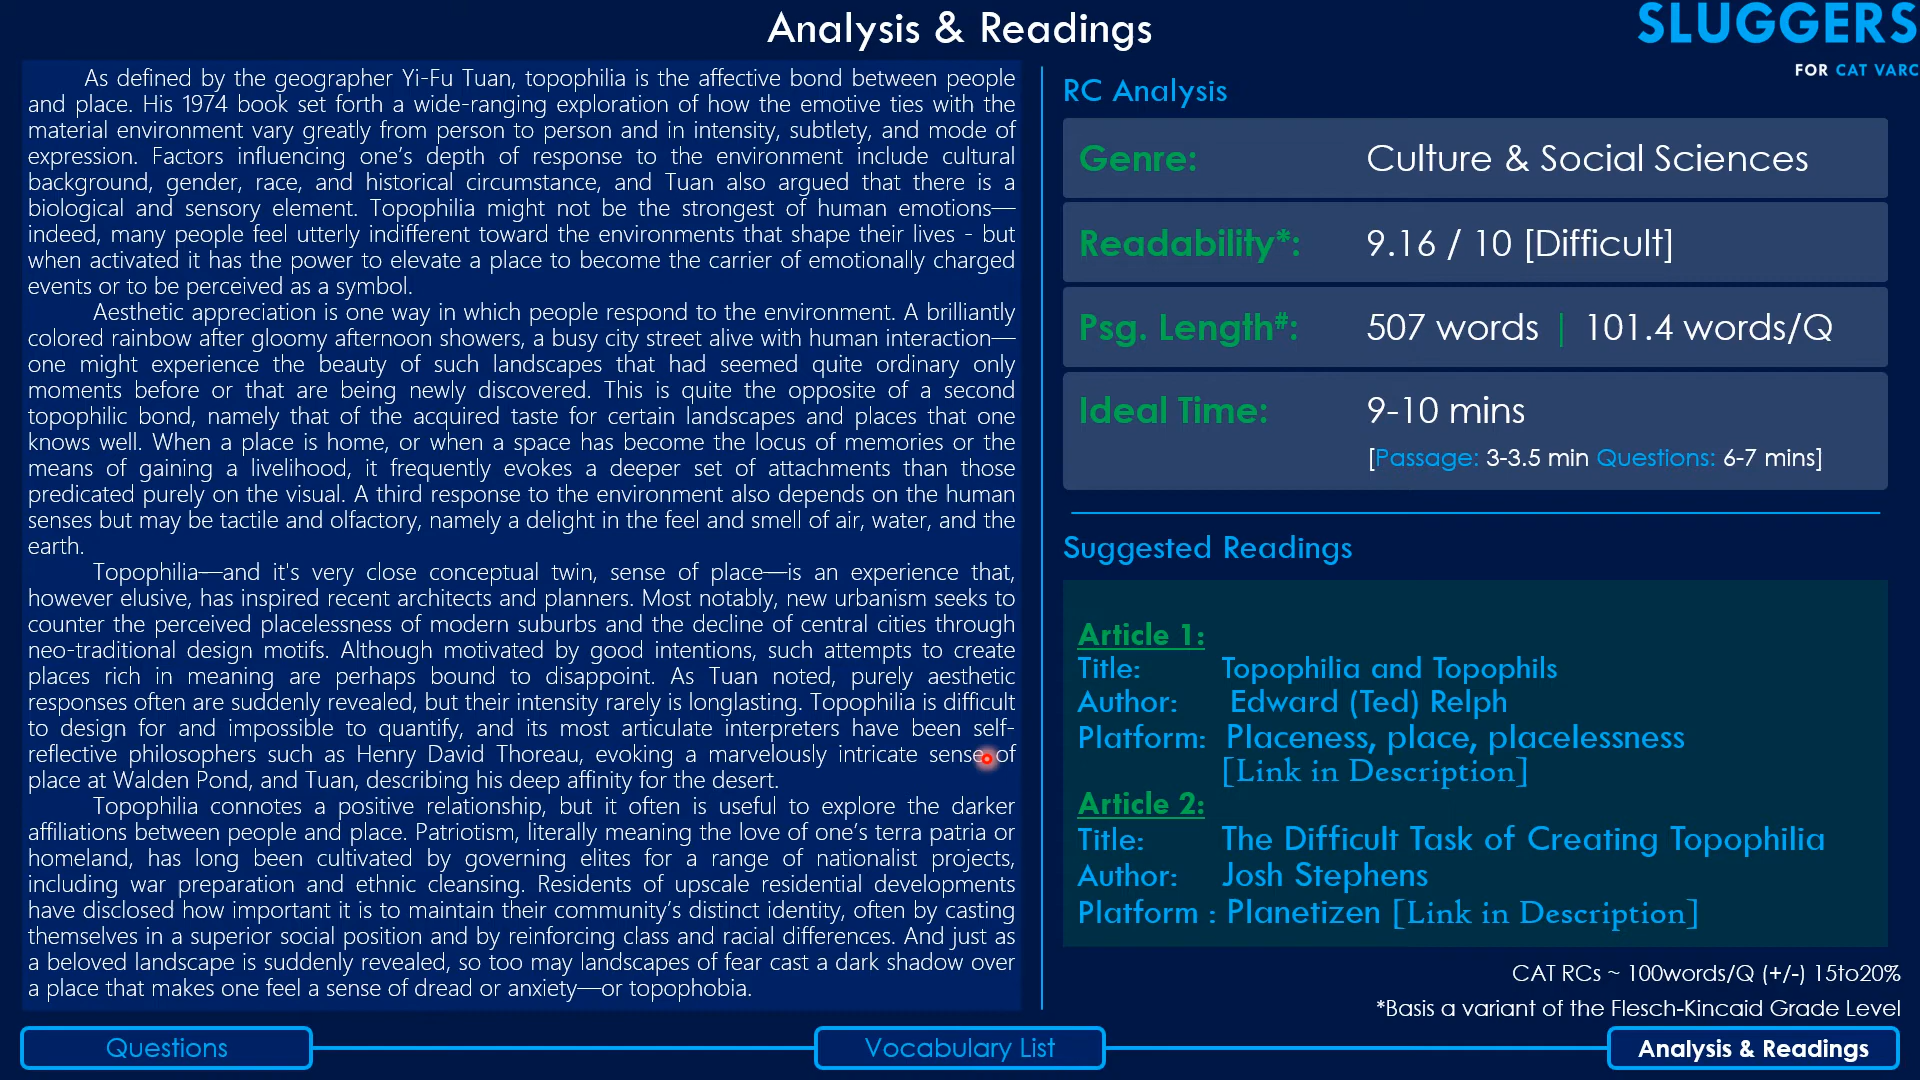 Analysis & Readings
SLUGGERS
FOR CAT VARC
As defined by the geographer Yi-Fu Tuan, topophilia is the affective bond between people
and place. His 1974 book set forth a wide-ranging exploration of how the emotive ties with the
material environment vary greatly from person to person and in intensity, subtlety, and mode of
expression. Factors influencing one’s depth of response to the environment include cultural
background, gender, race, and historical circumstance, and Tuan also argued that there is a
biological and sensory element. Topophilia might not be the strongest of human emotions—
indeed, many people feel utterly indifferent toward the environments that shape their lives - but
when activated it has the power to elevate a place to become the carrier of emotionally charged
events or to be perceived as a symbol.
Aesthetic appreciation is one way in which people respond to the environment. A brilliantly
colored rainbow after gloomy afternoon showers, a busy city street alive with human interaction—
one might experience the beauty of such landscapes that had seemed quite ordinary only
moments before or that are being newly discovered. This is quite the opposite of a second
topophilic bond, namely that of the acquired taste for certain landscapes and places that one
knows well. When a place is home, or when a space has become the locus of memories or the
means of gaining a livelihood, it frequently evokes a deeper set of attachments than those
predicated purely on the visual. A third response to the environment also depends on the human
senses but may be tactile and olfactory, namely a delight in the feel and smell of air, water, and the
earth.
Topophilia—and it's very close conceptual twin, sense of place—is an experience that,
however elusive, has inspired recent architects and planners. Most notably, new urbanism seeks to
counter the perceived placelessness of modern suburbs and the decline of central cities through
neo-traditional design motifs. Although motivated by good intentions, such attempts to create
places rich in meaning are perhaps bound to disappoint. As Tuan noted, purely aesthetic
responses often are suddenly revealed, but their intensity rarely is longlasting. Topophilia is difficult
to design for and impossible to quantify, and its most articulate interpreters have been self-
reflective philosophers such as Henry David Thoreau, evoking a marvelously intricate sense of
place at Walden Pond, and Tuan, describing his deep affinity for the desert.
Topophilia connotes a positive relationship, but it often is useful to explore the darker
affiliations between people and place. Patriotism, literally meaning the love of one’s terra patria or
homeland, has long been cultivated by governing elites for a range of nationalist projects,
including war preparation and ethnic cleansing. Residents of upscale residential developments
have disclosed how important it is to maintain their community’s distinct identity, often by casting
themselves in a superior social position and by reinforcing class and racial differences. And just as
a beloved landscape is suddenly revealed, so too may landscapes of fear cast a dark shadow over
a place that makes one feel a sense of dread or anxiety—or topophobia.
RC Analysis
Genre: Culture & Social Sciences
Readability*: 9.16 / 10 [Difficult]
Psg. Length#: 507 words | 101.4 words/Q
Ideal Time: 9-10 mins
[Passage: 3-3.5 min Questions: 6-7 mins]
Suggested Readings
Article 1:
Title: Topophilia and Topophils
Author: Edward (Ted) Relph
Platform: Placeness, place, placelessness
[Link in Description]
Article 2:
Title: The Difficult Task of Creating Topophilia
Author: Josh Stephens
Platform : Planetizen [Link in Description]
CAT RCs ~ 100words/Q (+/-) 15to20%
*Basis a variant of the Flesch-Kincaid Grade Level
Questions
Vocabulary List
Analysis & Readings